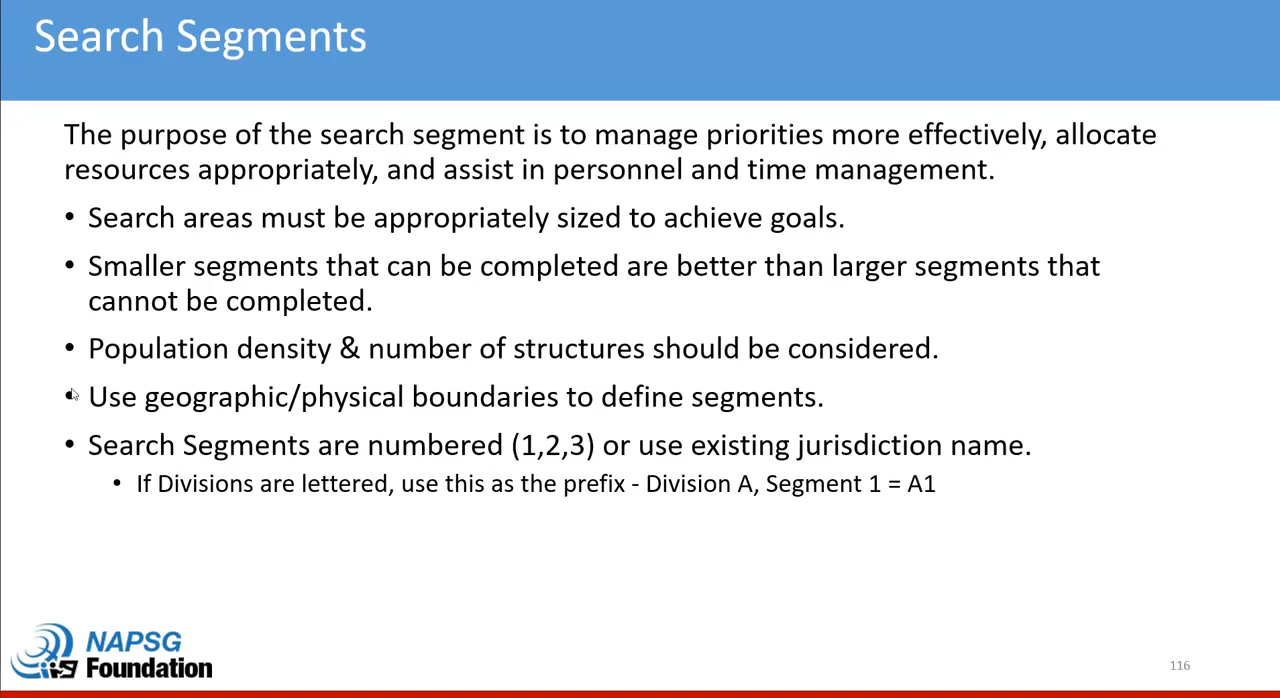 Search Segments
The purpose of the search segment is to manage priorities more effectively, allocate
resources appropriately, and assist in personnel and time management.
• Search areas must be appropriately sized to achieve goals.
• Smaller segments that can be completed are better than larger segments that
cannot be completed.
• Population density & number of structures should be considered.
• Use geographic/physical boundaries to define segments.
• Search Segments are numbered (1,2,3) or use existing jurisdiction name.
• If Divisions are lettered, use this as the prefix - Division A, Segment 1 = A1
NAPSG
Foundation
116